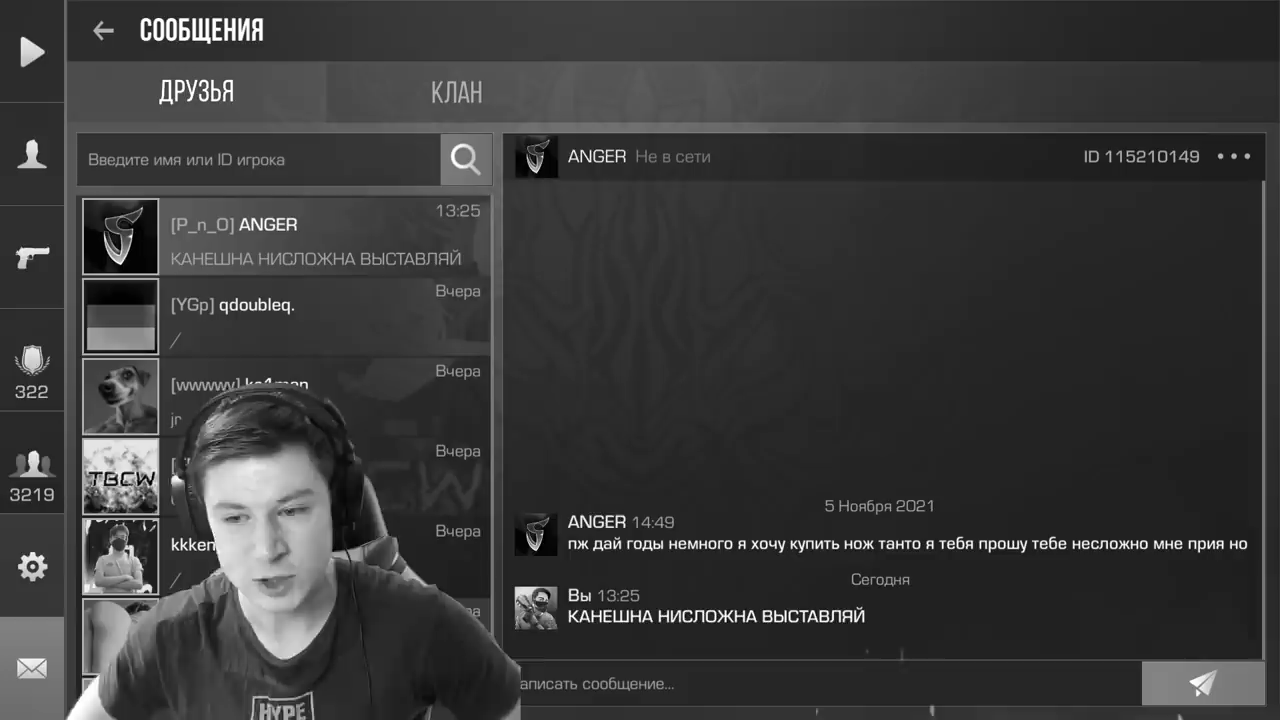 СООБЩЕНИЯ
ДРУЗЬЯ
КЛАН
Введите имя или ID игрока
ANGER Не в сети
ID 115210149
[P_n_O] ANGER
13:25
КАНЕШНА НИСЛОЖНА ВЫСТАВЛЯЙ
[YGp] qdoubleq.
Вчера
/
Вчера
TBCW
Вчера
kkken
Вчера
/
322
3219
5 Ноября 2021
ANGER 14:49
пж дай годы немного я хочу купить нож танто я тебя прошу тебе несложно мне прия но
Сегодня
Вы 13:25
КАНЕШНА НИСЛОЖНА ВЫСТАВЛЯЙ
аписать сообщение...
HYPE